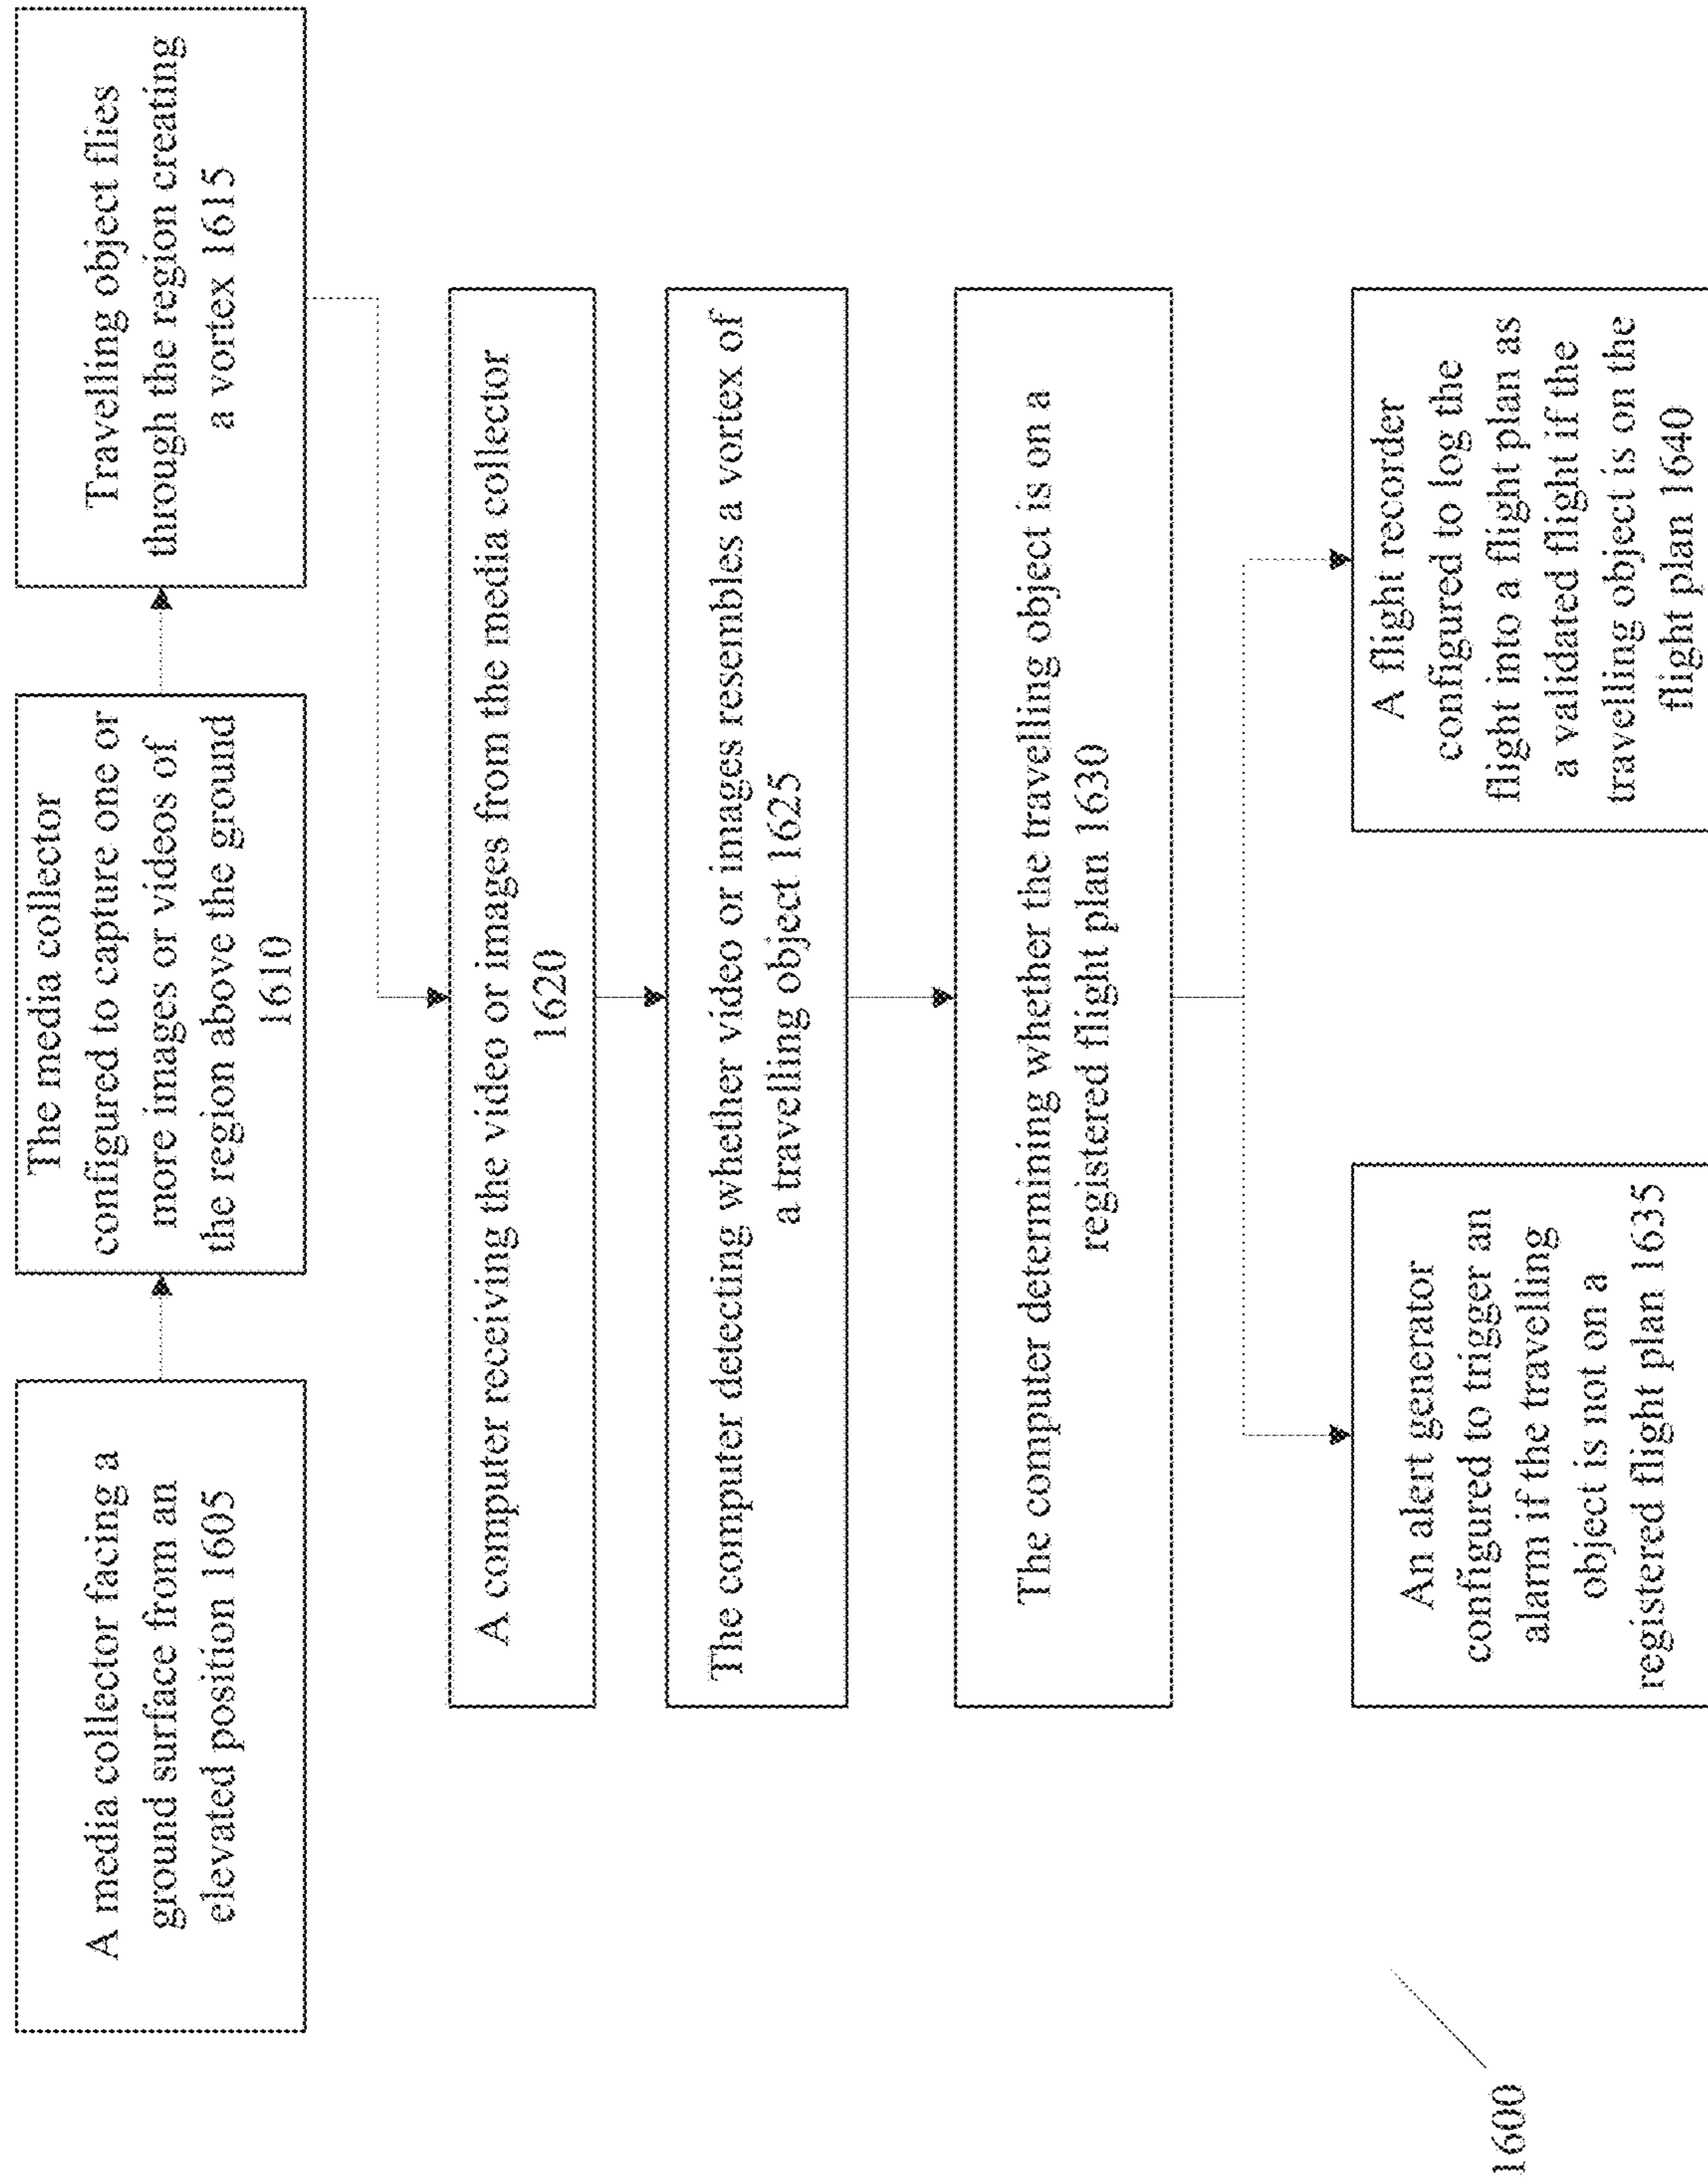 A media collector facing a
ground surface from an
elevated position 1605
The media collector
configured to capture one or
more images or videos of
the region above the ground
1610
Travelling object flies
through the region creating
a vortex 1615
A computer receiving the video or images from the media collector
1620
The computer detecting whether video or images resembles a vortex of
a travelling object 1625
The computer determining whether the travelling object is on a
registered flight plan 1630
An alert generator
configured to trigger an
alarm if the travelling
object is not on a
registered flight plan 1635
A flight recorder
configured to log the
flight into a flight plan as
a validated flight if the
travelling object is on the
flight plan 1640
1600